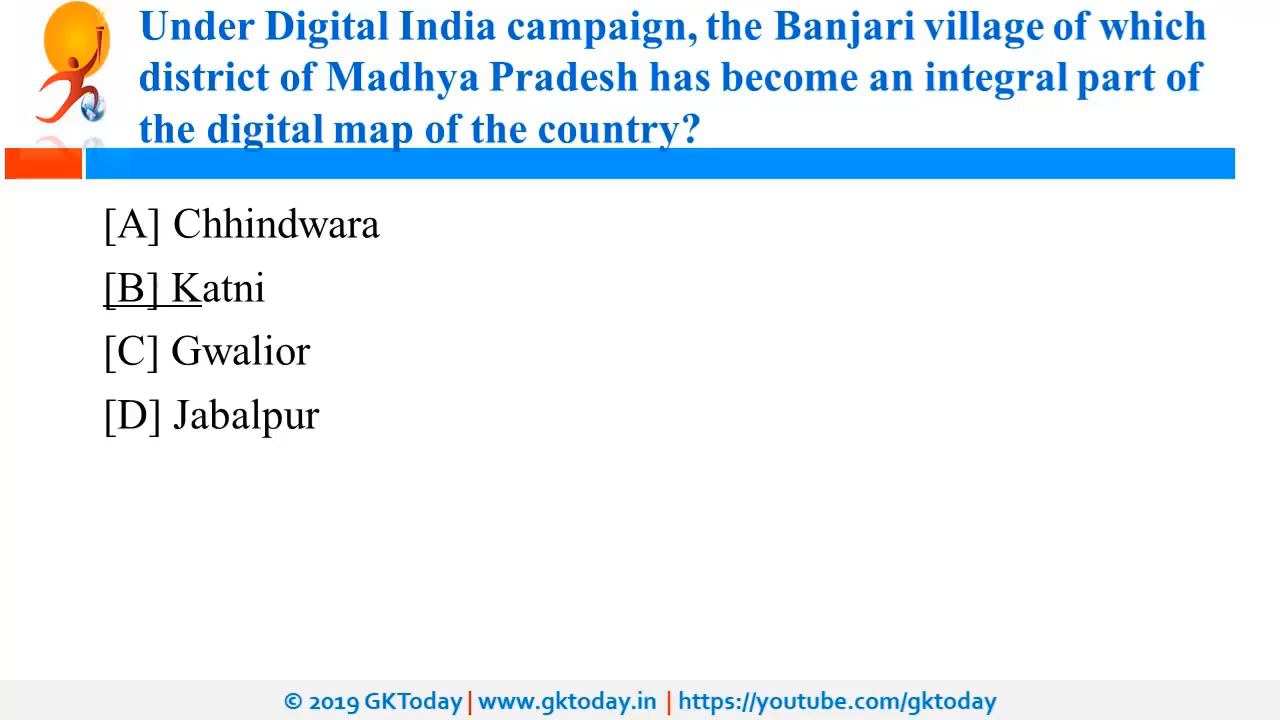 Under Digital India campaign, the Banjari village of which
district of Madhya Pradesh has become an integral part of
the digital map of the country?
[A] Chhindwara
[B] Katni
[C] Gwalior
[D] Jabalpur
© 2019 GKToday | www.gktoday.in | https://youtube.com/gktoday